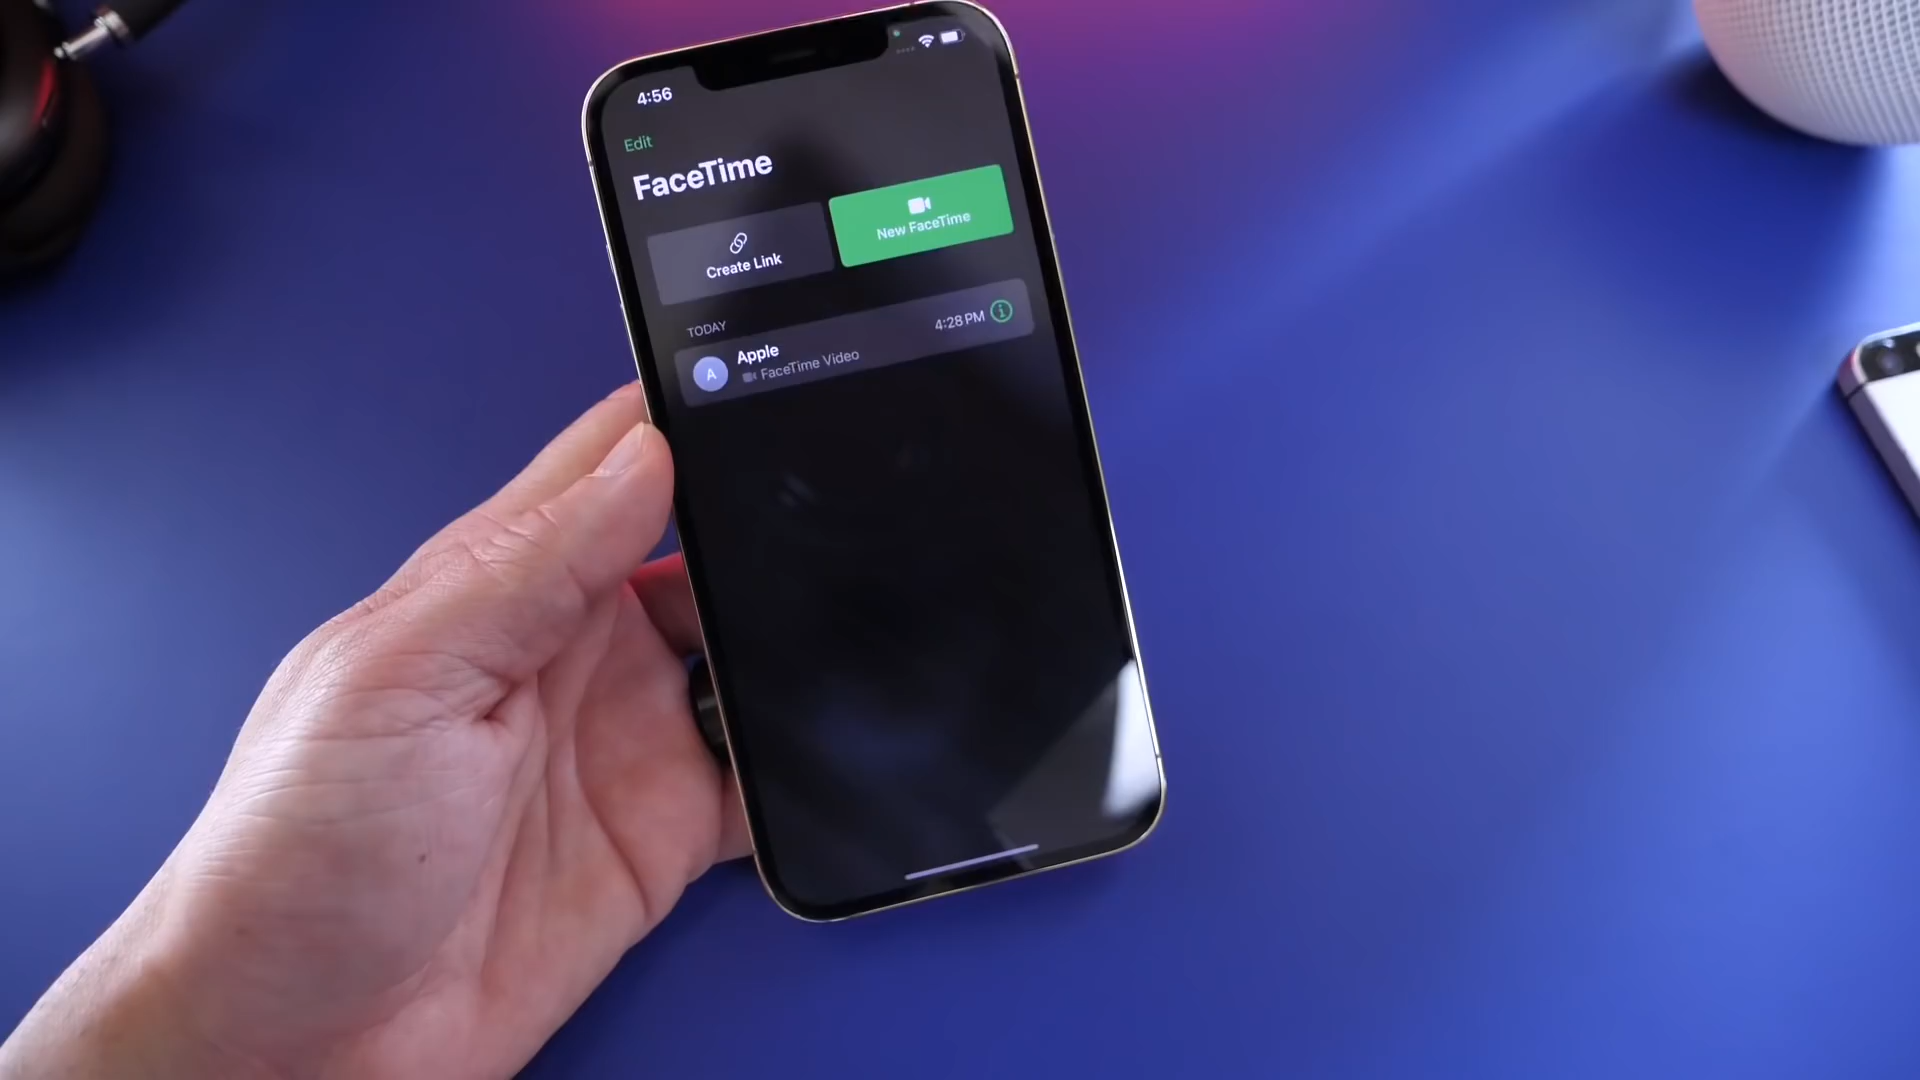 4:56
Edit
FaceTime
Create Link
New FaceTime
TODAY
A
Apple
FaceTime Video
4:28 PM